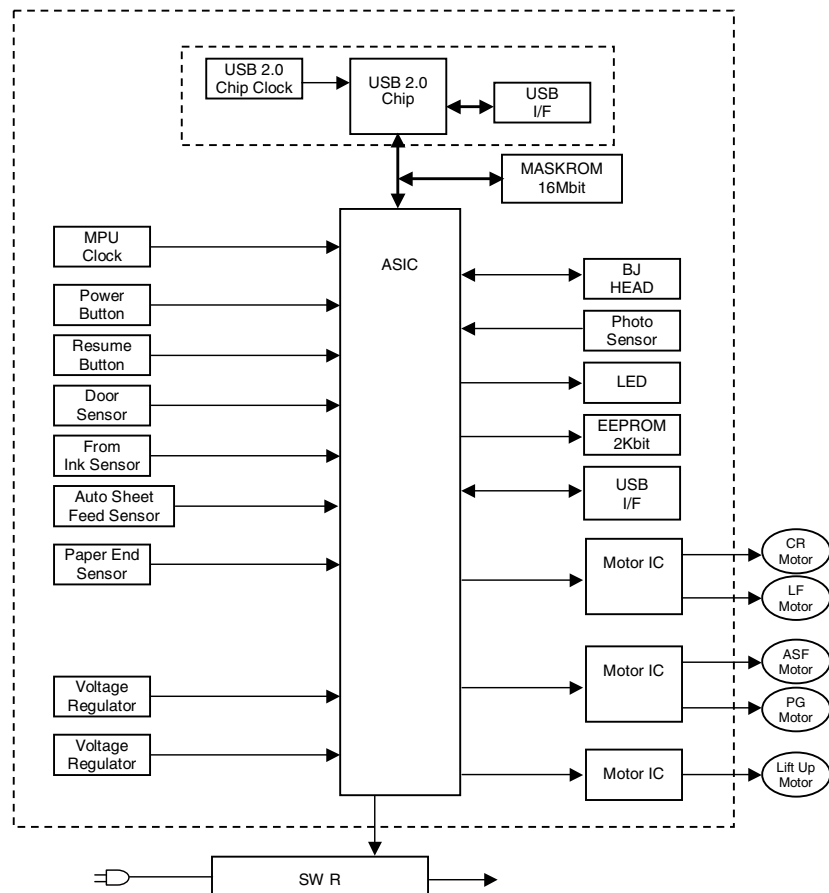 USB 2.0
Chip Clock
USB 2.0
Chip
USB
I/F
MASKROM
16Mbit
ASIC
MPU
Clock
Power
Button
Resume
Button
Door
Sensor
From
Ink Sensor
Auto Sheet
Feed Sensor
Paper End
Sensor
Voltage
Regulator
Voltage
Regulator
BJ
HEAD
Photo
Sensor
LED
EEPROM
2Kbit
USB
I/F
Motor IC
CR
Motor
LF
Motor
Motor IC
ASF
Motor
PG
Motor
Motor IC
Lift Up
Motor
SW R